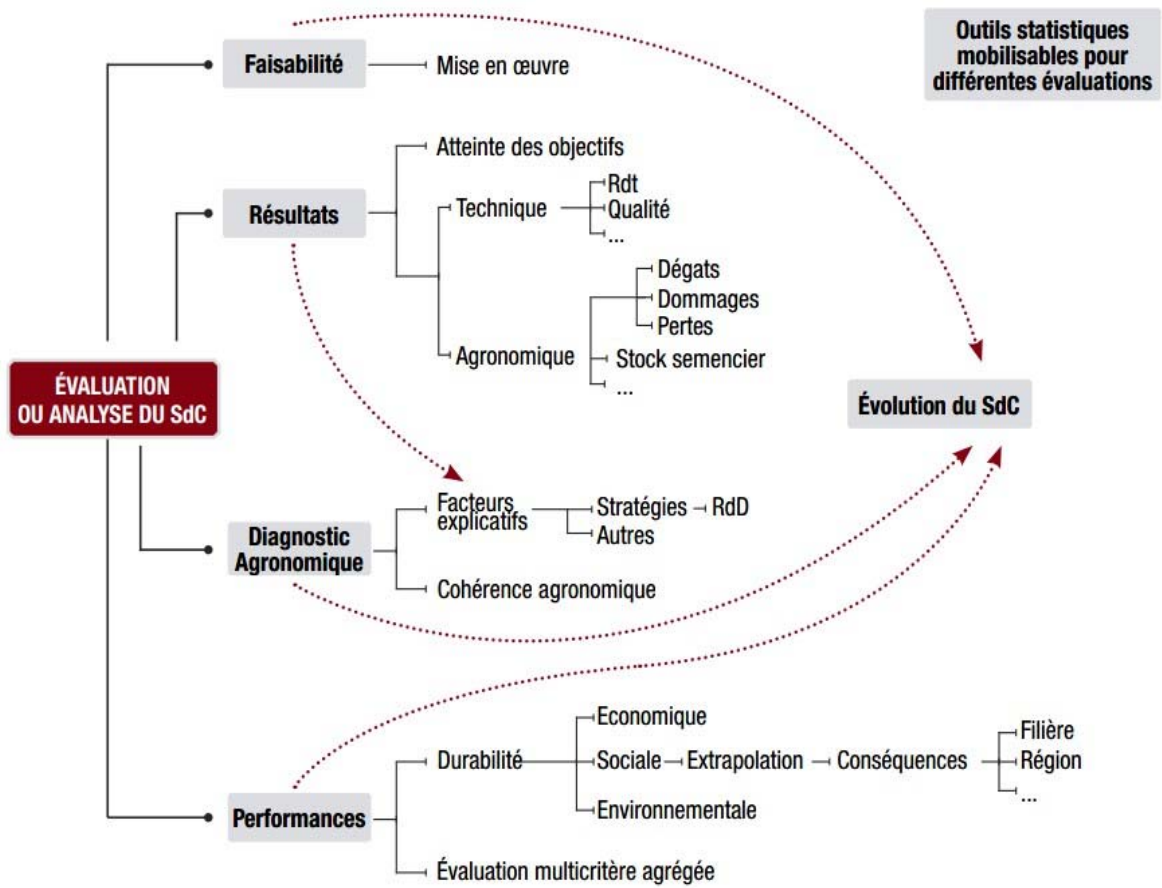 Outils statistiques
mobilisables pour
différentes évaluations
Faisabilité
Mise en œuvre
Résultats
Atteinte des objectifs
Technique
Rdt
Qualité
...
Agronomique
Dégats
Dommages
Pertes
Stock semencier
...
ÉVALUATION
OU ANALYSE DU SdC
Évolution du SdC
Diagnostic
Agronomique
Facteurs
explicatifs
Stratégies
RdD
Autres
Cohérence agronomique
Performances
Durabilité
Economique
Sociale
Extrapolation
Conséquences
Filière
Région
...
Environnementale
Évaluation multicritère agrégée